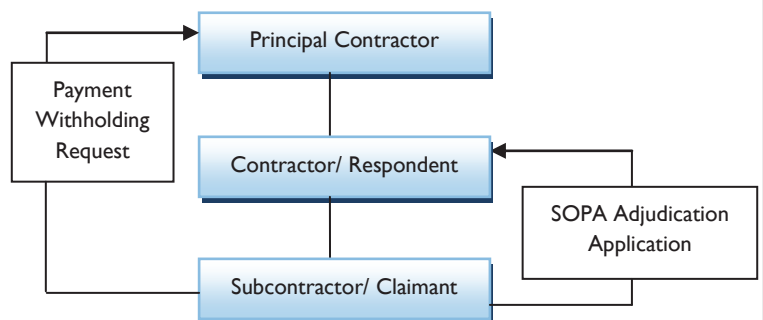 Principal Contractor
Payment
Withholding
Request
Contractor/ Respondent
SOPA Adjudication
Application
Subcontractor/ Claimant